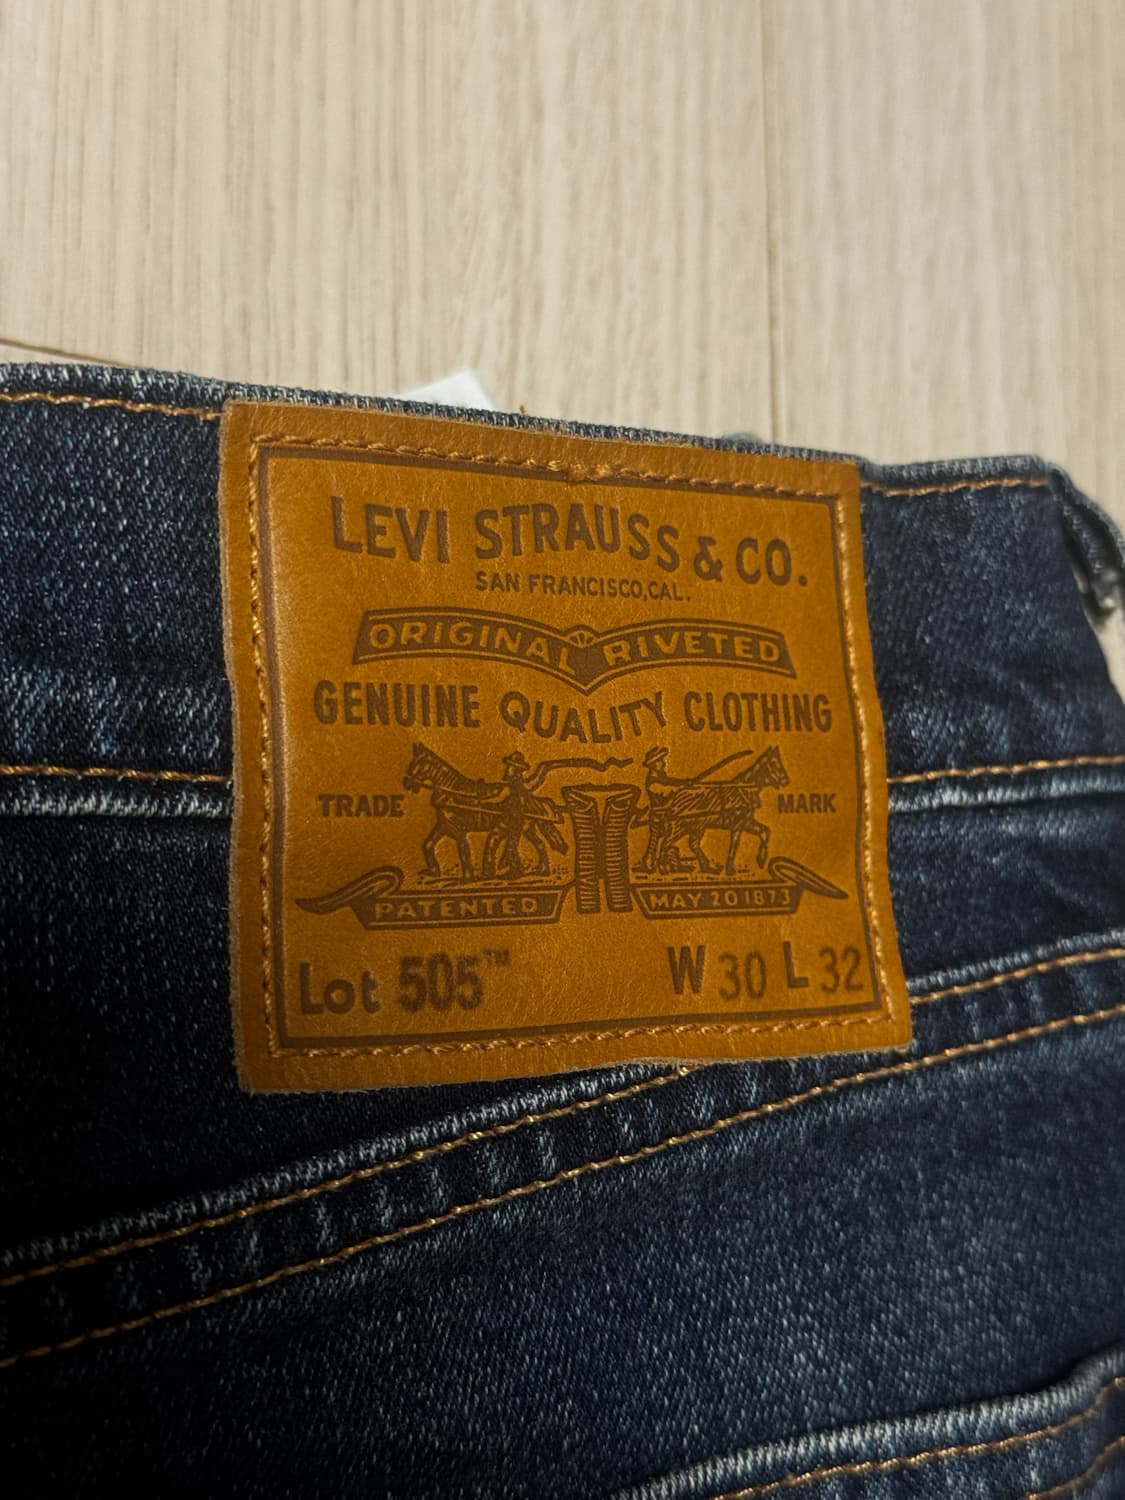 LEVI STRAUSS & CO.
SAN FRANCISCO,CAL.
ORIGINAL RIVETED
GENUINE QUALITY CLOTHING
TRADE MARK
PATENTED MAY 20 1873
Lot 505™ W 30 L 32